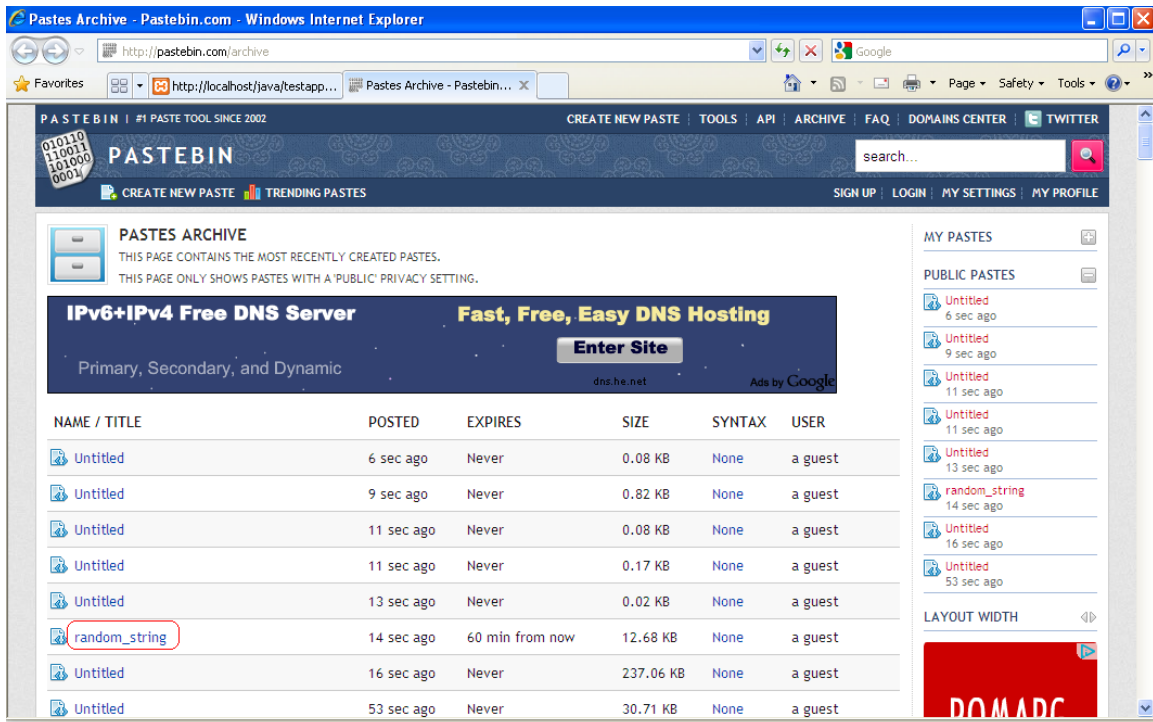 Pastes Archive - Pastebin.com - Windows Internet Explorer
http://pastebin.com/archive
Google
Favorites
http://localhost/java/testapp...
Pastes Archive - Pastebin...
Page
Safety
Tools
PASTEBIN | #1 PASTE TOOL SINCE 2002
CREATE NEW PASTE | TOOLS | API | ARCHIVE | FAQ | DOMAINS CENTER | TWITTER
010110
110011
101000
0001
PASTEBIN
search...
CREATE NEW PASTE TRENDING PASTES
SIGN UP | LOGIN | MY SETTINGS | MY PROFILE
PASTES ARCHIVE
THIS PAGE CONTAINS THE MOST RECENTLY CREATED PASTES.
THIS PAGE ONLY SHOWS PASTES WITH A 'PUBLIC' PRIVACY SETTING.
IPv6+IPv4 Free DNS Server
Fast, Free, Easy DNS Hosting
Enter Site
Primary, Secondary, and Dynamic
dns.he.net
Ads by Google
NAME / TITLE POSTED EXPIRES SIZE SYNTAX USER
Untitled 6 sec ago Never 0.08 KB None a guest
Untitled 9 sec ago Never 0.82 KB None a guest
Untitled 11 sec ago Never 0.08 KB None a guest
Untitled 11 sec ago Never 0.17 KB None a guest
Untitled 13 sec ago Never 0.02 KB None a guest
random_string 14 sec ago 60 min from now 12.68 KB None a guest
Untitled 16 sec ago Never 237.06 KB None a guest
Untitled 53 sec ago Never 30.71 KB None a guest
MY PASTES
PUBLIC PASTES
Untitled
6 sec ago
Untitled
9 sec ago
Untitled
11 sec ago
Untitled
11 sec ago
Untitled
13 sec ago
random_string
14 sec ago
Untitled
16 sec ago
Untitled
53 sec ago
LAYOUT WIDTH